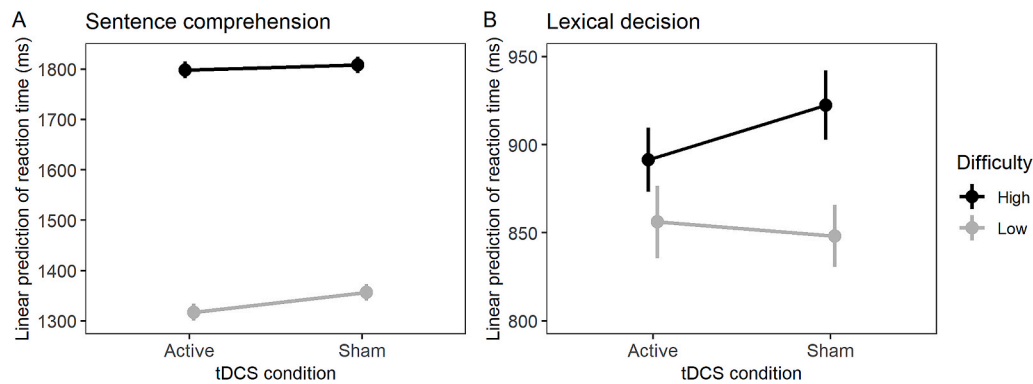 A
Sentence comprehension
Linear prediction of reaction time (ms)
1800
1700
1600
1500
1400
1300
Active
Sham
tDCS condition
B
Lexical decision
Linear prediction of reaction time (ms)
950
900
850
800
Active
Sham
tDCS condition
Difficulty
High
Low